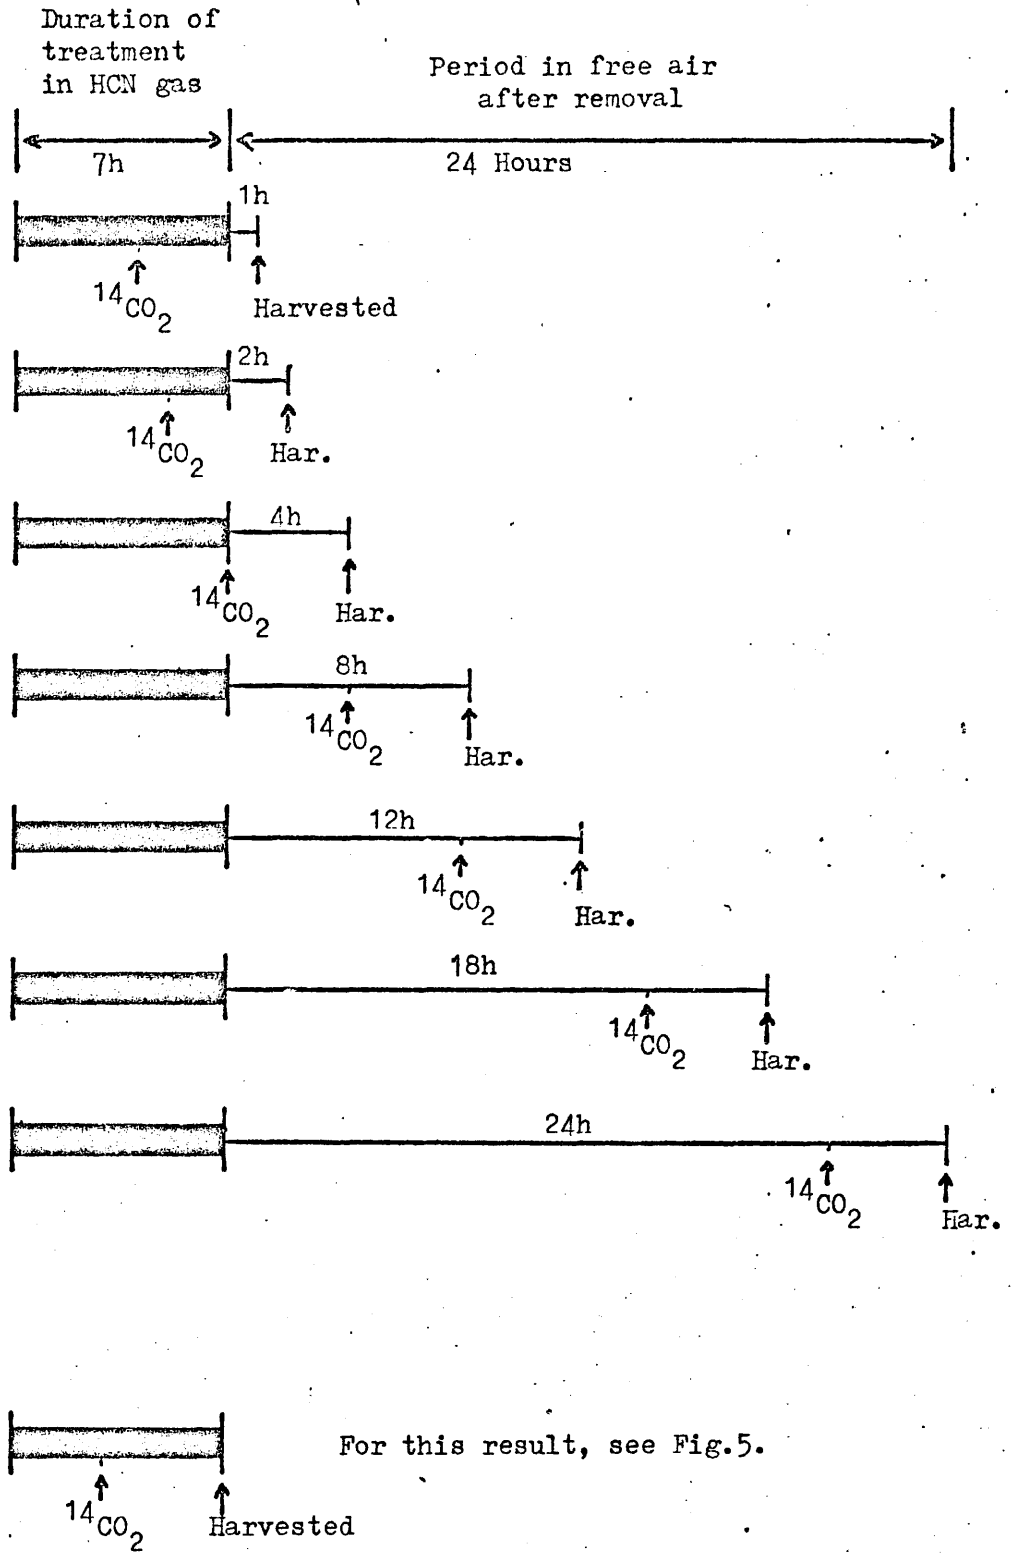 Duration of
treatment
in HCN gas
Period in free air
after removal
7h
24 Hours
1h
14CO2
Harvested
2h
14CO2
Har.
4h
14CO2
Har.
8h
14CO2
Har.
12h
14CO2
Har.
18h
14CO2
Har.
24h
14CO2
Har.
For this result, see Fig.5.
14CO2
Harvested